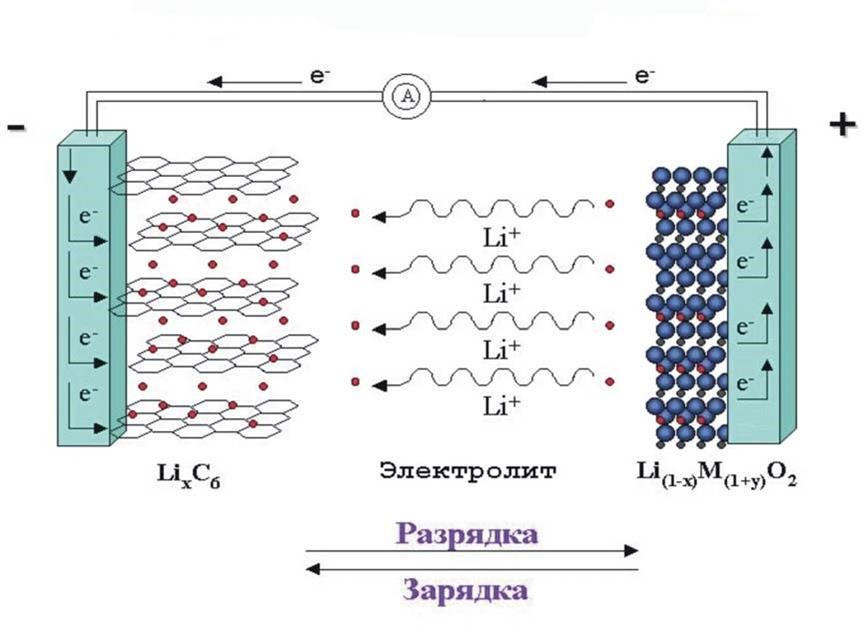 e⁻ e⁻
A
- +
e⁻ e⁻
Li⁺
e⁻ e⁻
Li⁺
e⁻ e⁻
Li⁺
e⁻ e⁻
Li⁺
LiₓC₆ Электролит Li₍₁₋ₓ₎M₍₁₊y₎O₂
Разрядка
Зарядка